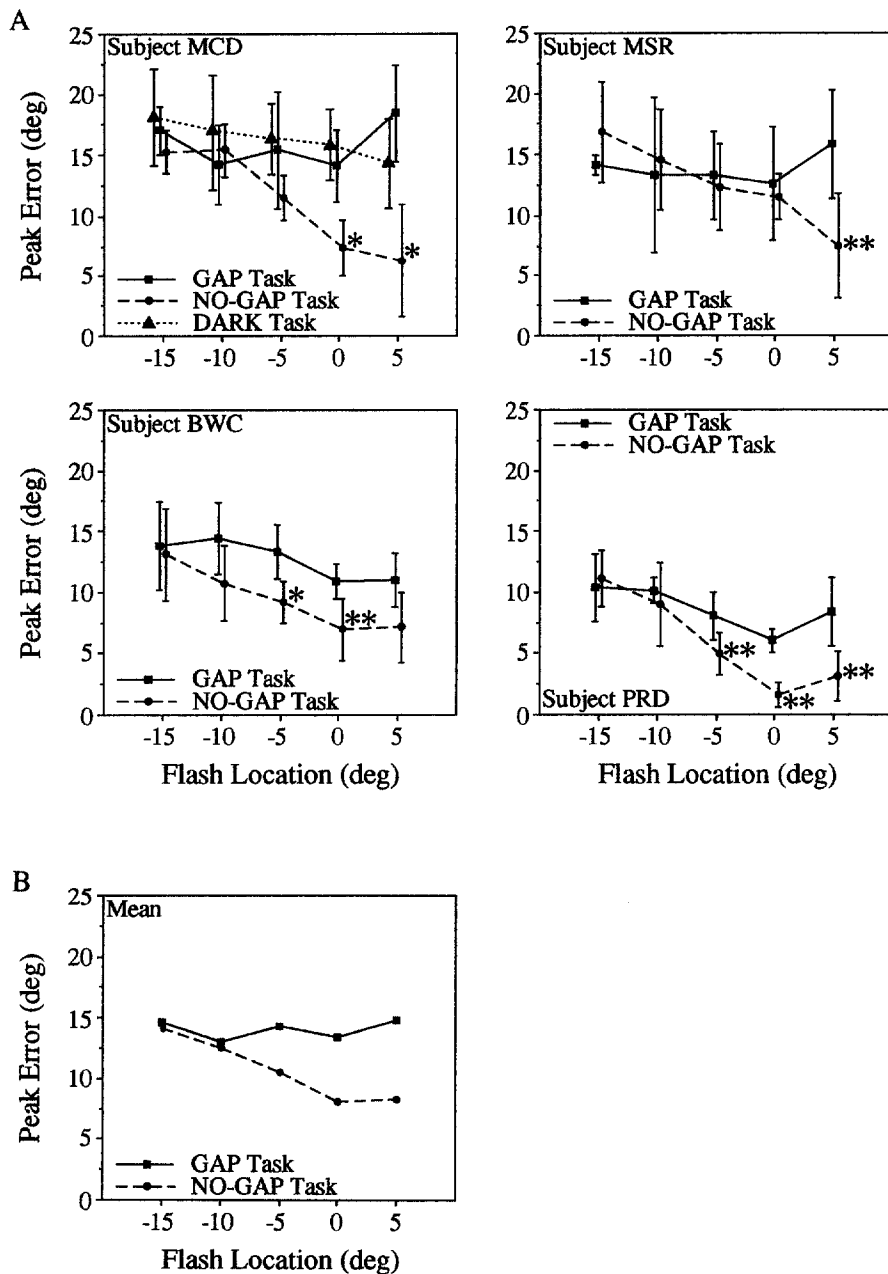 A
Subject MCD
Peak Error (deg)
25
20
15
10
5
0
GAP Task
NO-GAP Task
DARK Task
* *
-15 -10 -5 0 5
Subject MSR
25
20
15
10
5
0
**
GAP Task
NO-GAP Task
-15 -10 -5 0 5
Subject BWC
Peak Error (deg)
25
20
15
10
5
0
* **
GAP Task
NO-GAP Task
-15 -10 -5 0 5
Flash Location (deg)
25
20
15
10
5
0
GAP Task
NO-GAP Task
** ** **
Subject PRD
-15 -10 -5 0 5
Flash Location (deg)
B
Mean
Peak Error (deg)
25
20
15
10
5
0
GAP Task
NO-GAP Task
-15 -10 -5 0 5
Flash Location (deg)